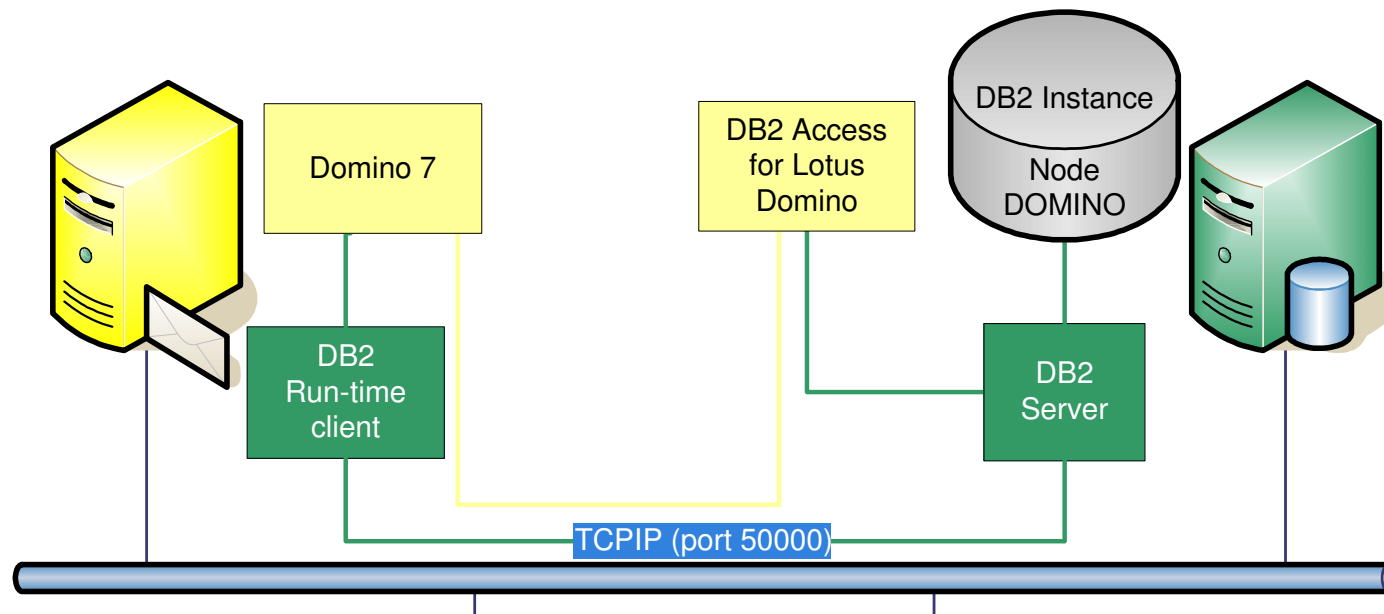 Domino 7
DB2 Access
for Lotus
Domino
DB2 Instance
Node
DOMINO
DB2
Run-time
client
DB2
Server
TCPIP (port 50000)